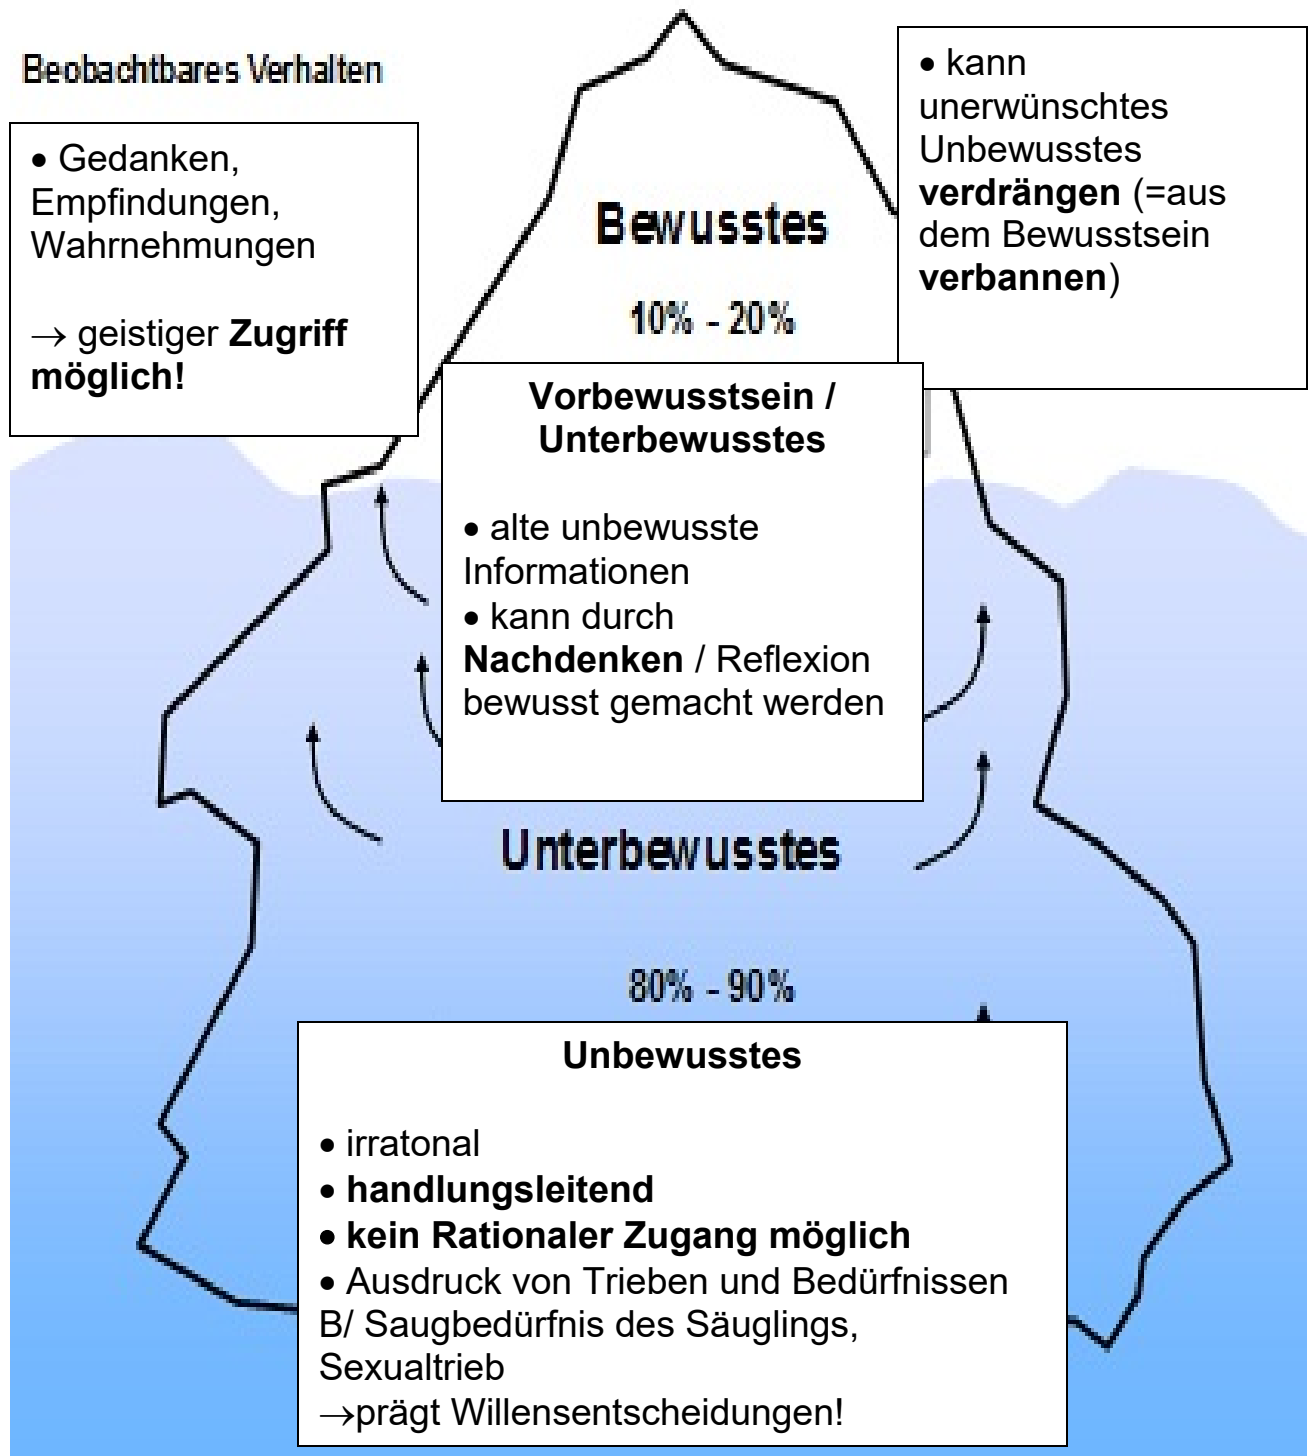 Beobachtbares Verhalten
• Gedanken,
Empfindungen,
Wahrnehmungen
→ geistiger Zugriff
möglich!
• kann
unerwünschtes
Unbewusstes
verdrängen (=aus
dem Bewusstsein
verbannen)
Bewusstes
10% - 20%
Vorbewusstsein /
Unterbewusstes
• alte unbewusste
Informationen
• kann durch
Nachdenken / Reflexion
bewusst gemacht werden
Unterbewusstes
80% - 90%
Unbewusstes
• irratonal
• handlungsleitend
• kein Rationaler Zugang möglich
• Ausdruck von Trieben und Bedürfnissen
B/ Saugbedürfnis des Säuglings,
Sexualtrieb
→prägt Willensentscheidungen!